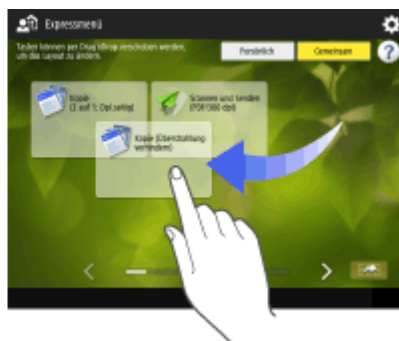 Expressmenü
Tasten können per Drag &Drop verschoben werden,
um das Layout zu ändern.
Persönlich
Gemeinsam
?
Kopie
(2 auf 1: Dpl.seitig)
Scannen und Senden
(PDF/300 dpi)
Kopie (Überstrahlung
verhindern)